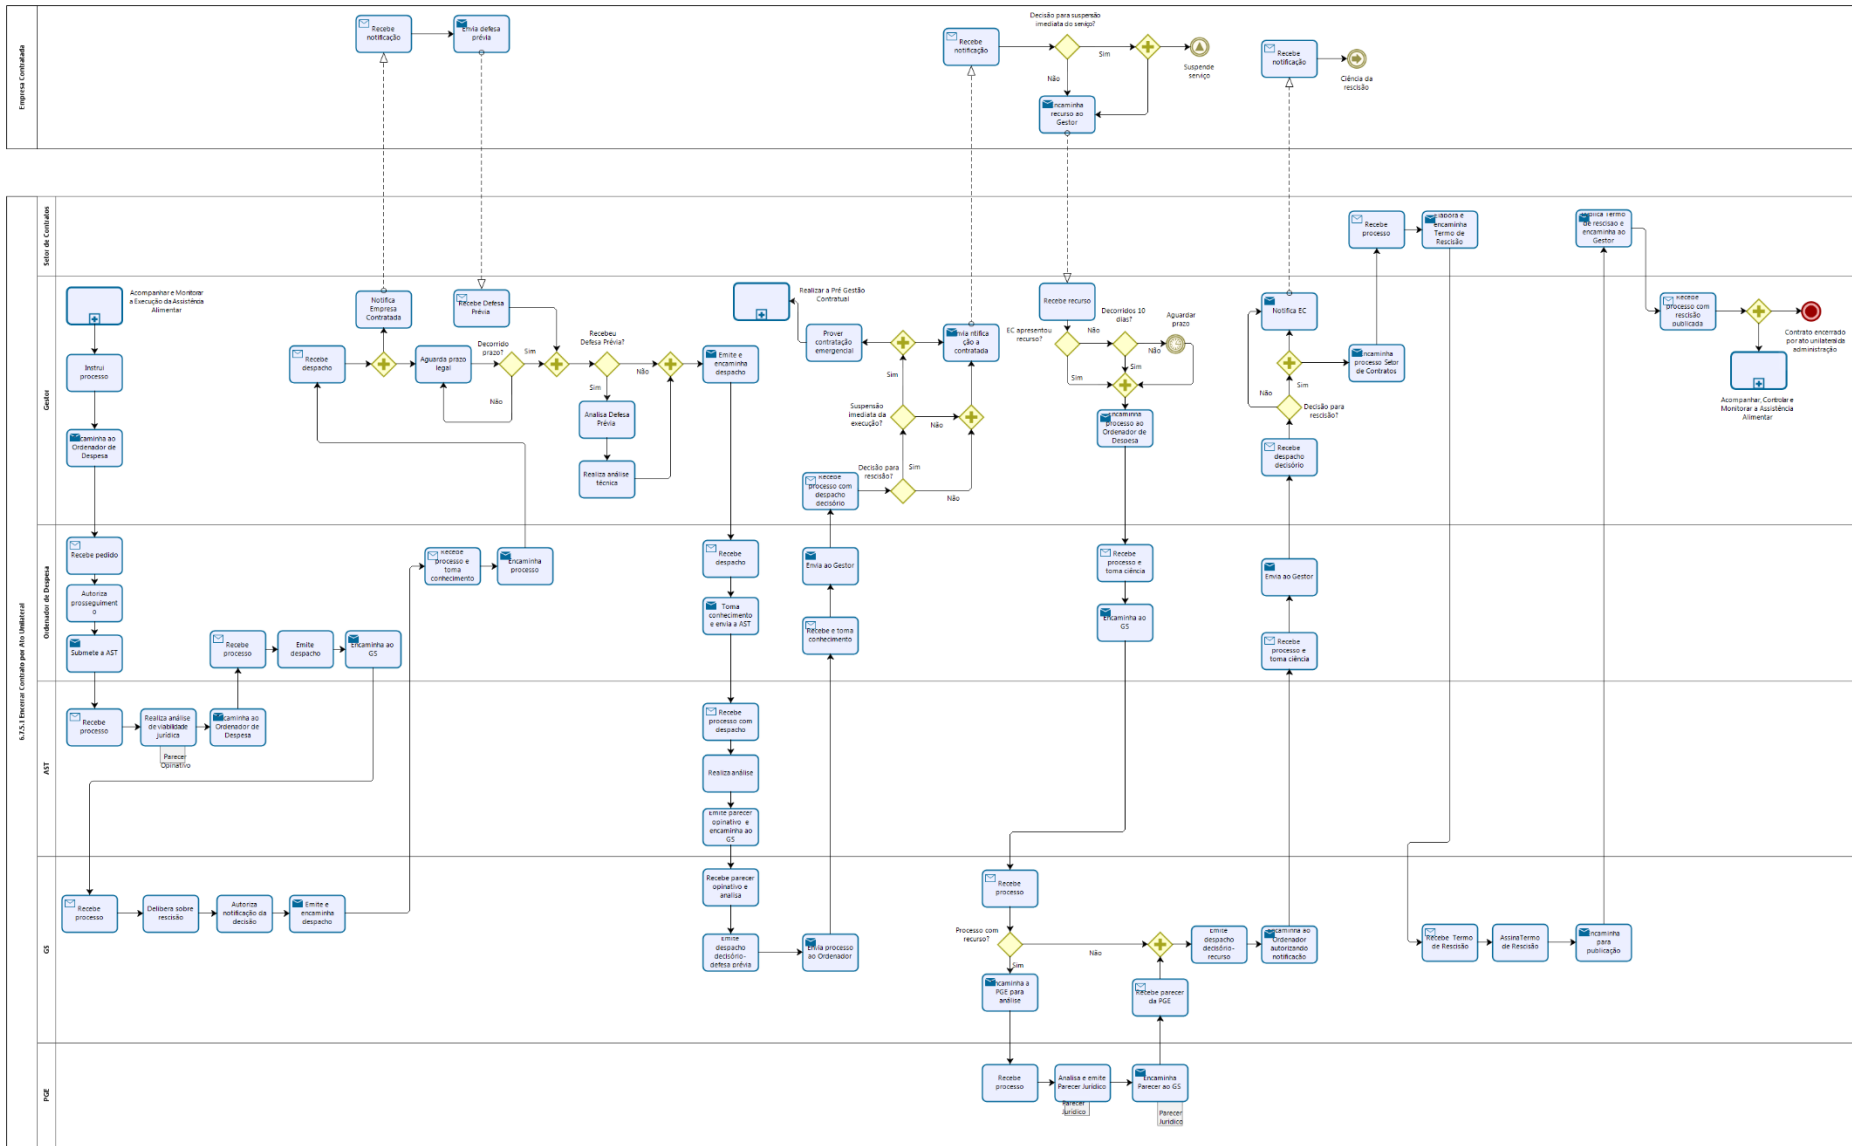 Empresa Contratada
Recebe
notificação
Envia defesa
prévia
Recebe
notificação
Decisão para suspensão
imediata do serviço?
Sim
Não
Suspende
serviço
Encaminha
recurso ao
Gestor
Recebe
notificação
Ciência da
rescisão
6.7.5.1 Encerrar Contrato por Ato Unilateral
Setor de Contratos
Recebe
processo
Elabora e
encaminha
Termo de
Rescisão
Publica Termo
de rescisão e
encaminha ao
Gestor
Gestor
Acompanhar e Monitorar
a Execução da Assistência
Alimentar
Instrui
processo
Encaminha ao
Ordenador de
Despesa
Recebe
despacho
Notifica
Empresa
Contratada
Aguarda prazo
legal
Decorrido
prazo?
Sim
Não
Recebe Defesa
Prévia
Recebeu
Defesa Prévia?
Não
Sim
Analisa Defesa
Prévia
Realiza análise
técnica
Emite e
encaminha
despacho
Realizar a Pré Gestão
Contratual
Prover
contratação
emergencial
Envia ntifica
ção a
contratada
Sim
Suspensão
imediata da
execução?
Não
Decisão para
rescisão?
Sim
Não
Recebe
processo com
despacho
decisório
Recebe recurso
EC apresentou
recurso?
Não
Sim
Decorridos 10
dias?
Não
Sim
Aguardar
prazo
Encaminha
processo ao
Ordenador de
Despesa
Notifica EC
Sim
Não
Decisão para
rescisão?
Recebe
despacho
decisório
Encaminha
processo Setor
de Contratos
Recebe
processo com
rescisão
publicada
Contrato encerrado
por ato unilateral da
administração
Acompanhar, Controlar e
Monitorar a Assistência
Alimentar
Ordenador de Despesa
Recebe pedido
Autoriza
prosseguiment
o
Submete a AST
Recebe
processo
Emite
despacho
Encaminha ao
GS
Recebe
processo e
toma
conhecimento
Encaminha
processo
Recebe
despacho
Toma
conhecimento
e envia a AST
Envia ao Gestor
Recebe e toma
conhecimento
Recebe
processo e
toma ciência
Encaminha ao
GS
Envia ao Gestor
Recebe
processo e
toma ciência
AST
Recebe
processo
Realiza análise
de viabilidade
jurídica
Parecer
Opinativo
Encaminha ao
Ordenador de
Despesa
Recebe
processo com
despacho
Realiza análise
Emite parecer
opinativo e
encaminha ao
GS
GS
Recebe
processo
Delibera sobre
rescisão
Autoriza
notificação da
decisão
Emite e
encaminha
despacho
Recebe parecer
opinativo e
analisa
Emite
despacho
decisório-
defesa prévia
Envia processo
ao Ordenador
Recebe
processo
Processo com
recurso?
Não
Sim
Encaminha a
PGE para
análise
Recebe parecer
da PGE
Emite
despacho
decisório-
recurso
Encaminha ao
Ordenador
autorizando
notificação
Recebe Termo
de Rescisão
Assina Termo
de Rescisão
Encaminha
para
publicação
PGE
Recebe
processo
Analisa e emite
Parecer Jurídico
Parecer
Jurídico
Encaminha
Parecer ao GS
Parecer
Jurídico